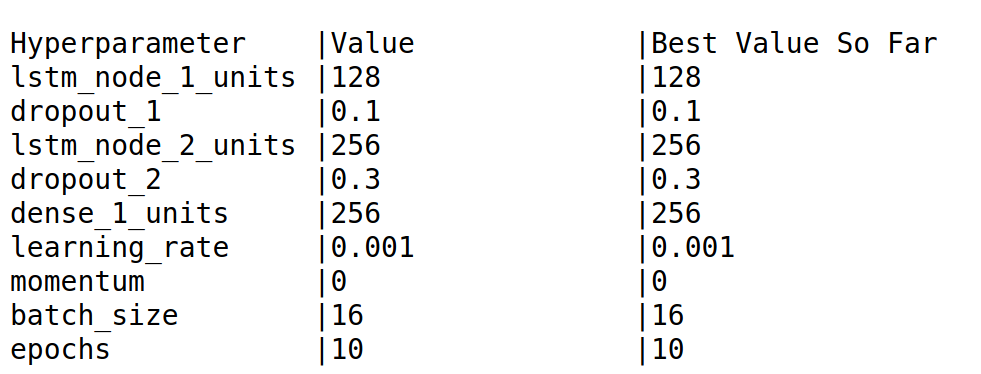 Hyperparameter    |Value             |Best Value So Far
lstm_node_1_units |128               |128
dropout_1         |0.1               |0.1
lstm_node_2_units |256               |256
dropout_2         |0.3               |0.3
dense_1_units     |256               |256
learning_rate     |0.001             |0.001
momentum          |0                 |0
batch_size        |16                |16
epochs            |10                |10